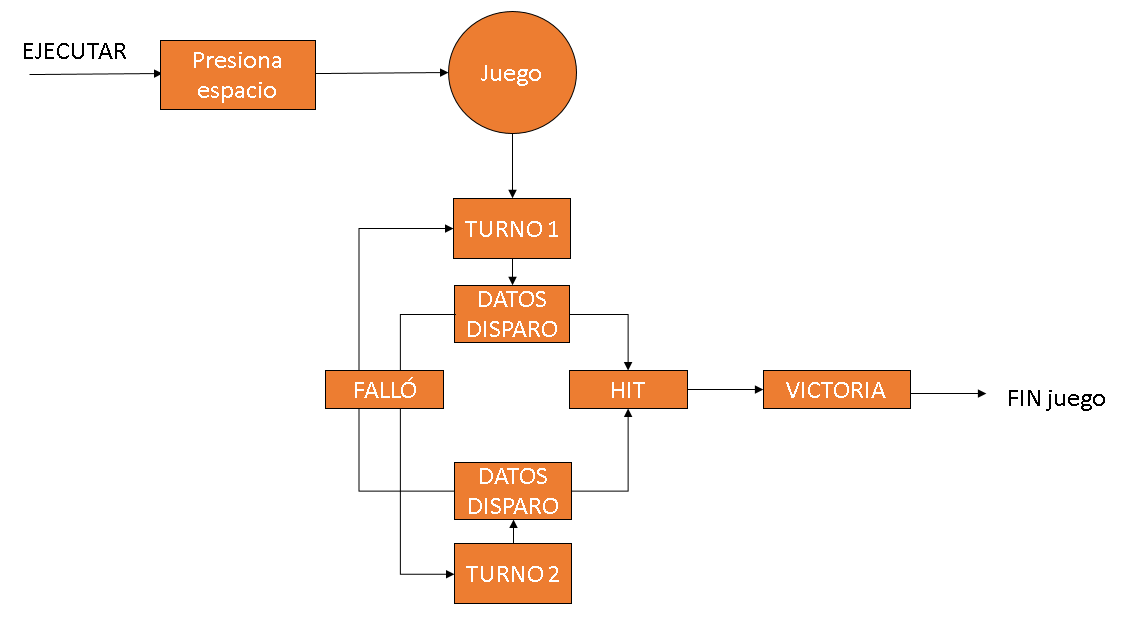 EJECUTAR
Presiona
espacio
Juego
TURNO 1
DATOS
DISPARO
FALLÓ
HIT
VICTORIA
FIN juego
DATOS
DISPARO
TURNO 2